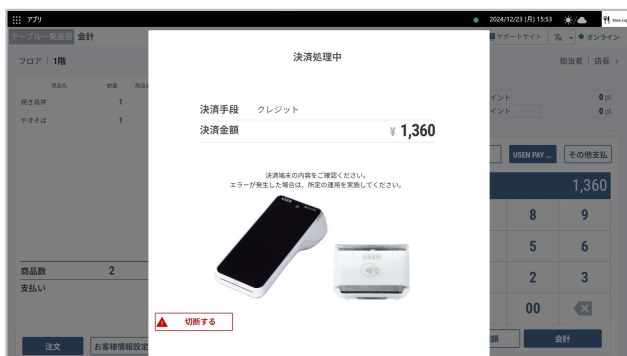 アプリ
2024/12/23 (月) 15:53
Store Logo
テーブル一覧画面 会計
サポートサイト
オンライン
決済処理中
フロア | 1階
担当者 | 店長
商品名 数量
焼き鳥丼 1
やきそば 1
決済手段 クレジット
決済金額 ¥ 1,360
イント 0 pt
イント 0 pt
決済端末の内容をご確認ください。
エラーが発生した場合は、所定の運用を実施してください。
USEN PAY ... その他支払
1,360
USEN
USEN
8 9
5 6
2 3
00
商品数 2
支払い
切断する
注文 お客様情報設定
額 会計